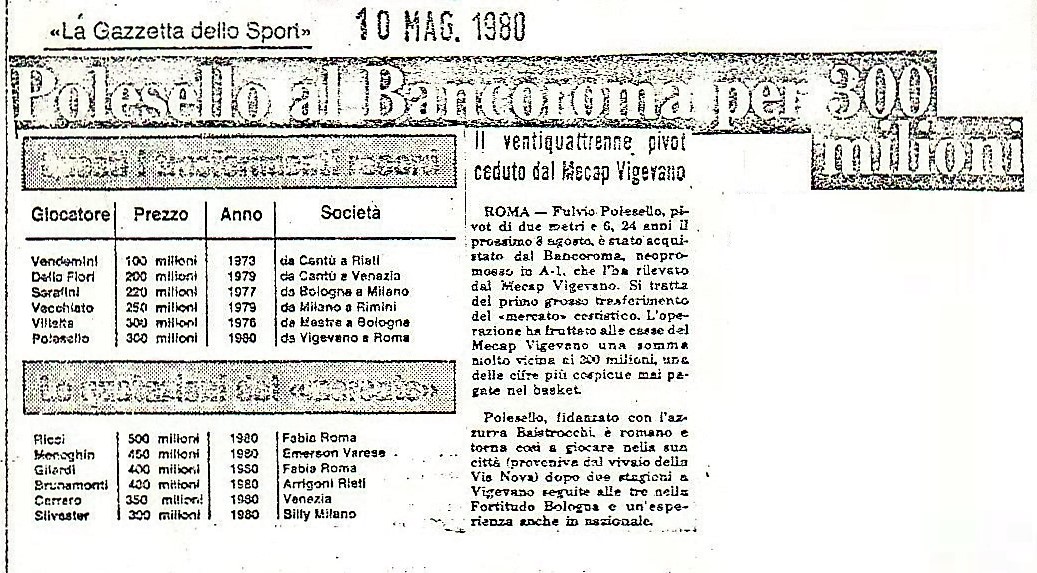 «La Gazzetta dello Sport»
10 MAG. 1980
Polesello al Bancoroma per 300
milioni
i trasferimenti record
Giocatore Prezzo Anno Società
Vendemini 100 milioni 1973 da Cantù a Rieti
Della Fiori 200 milioni 1979 da Cantù a Venezia
Serafini 220 milioni 1977 da Bologna a Milano
Vecchiato 250 milioni 1979 da Milano a Rimini
Villalta 300 milioni 1976 da Mestre a Bologna
Polesello 300 milioni 1980 da Vigevano a Roma
Le quotazioni del «mercato»
Ricci 500 milioni 1980 Fabia Roma
Meneghin 450 milioni 1980 Emerson Varese
Gilardi 400 milioni 1980 Fabia Roma
Brunamonti 400 milioni 1980 Arrigoni Rieti
Carraro 350 milioni 1980 Venezia
Silvester 300 milioni 1980 Billy Milano
Il ventiquattrenne pivot
ceduto dal Mecap Vigevano
ROMA — Fulvio Polesello, pi-
vot di due metri e 6, 24 anni il
prossimo 8 agosto, è stato acqui-
stato dal Bancoroma, neopro-
mosso in A-1, che l'ha rilevato
dal Mecap Vigevano. Si tratta
del primo grosso trasferimento
del «mercato» cestistico. L'ope-
razione ha fruttato alle casse del
Mecap Vigevano una somma
molto vicina ai 300 milioni, una
delle cifre più cospicue mai pa-
gate nel basket.
Polesello, fidanzato con l'az-
zurra Baistrocchi, è romano e
torna così a giocare nella sua
città (proveniva dal vivaio della
Vis Nova) dopo due stagioni a
Vigevano seguite alle tre nella
Fortitudo Bologna e un'espe-
rienza anche in nazionale.